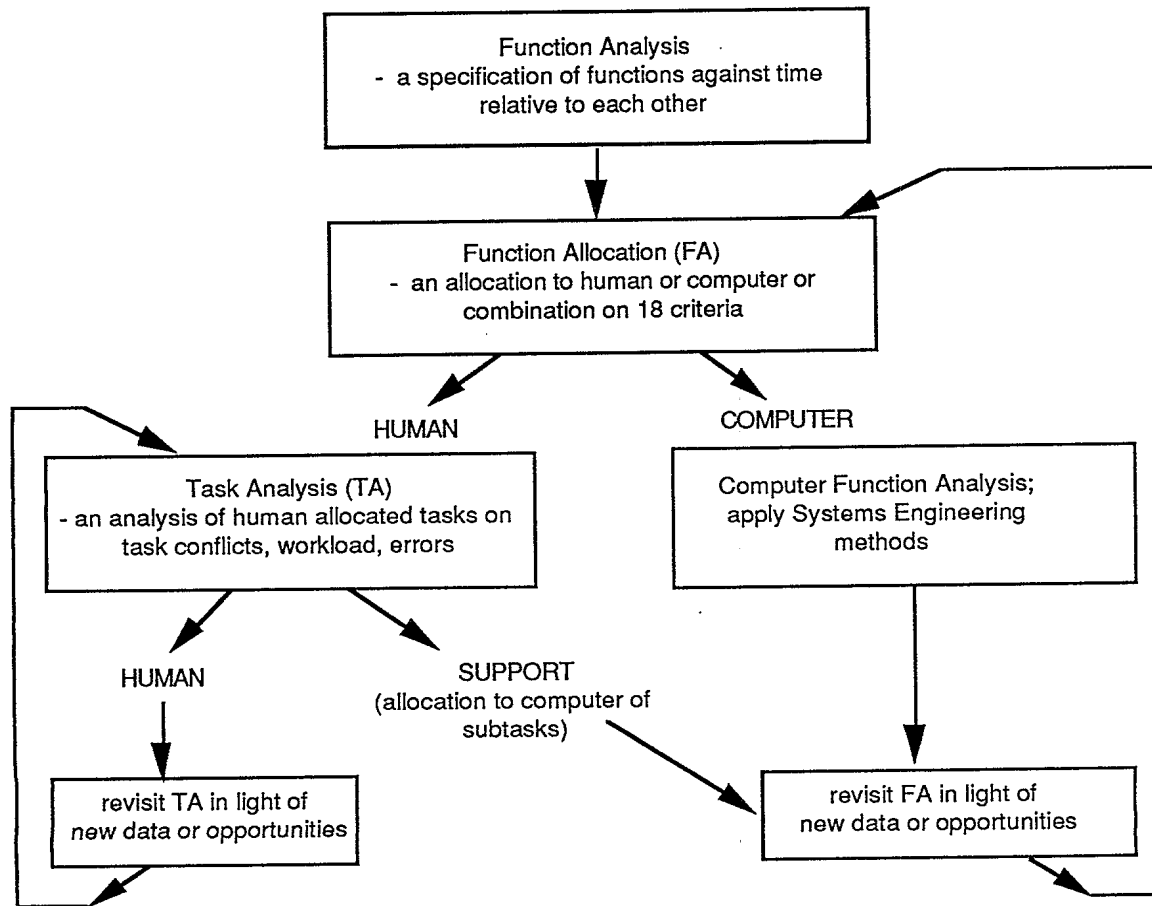 Function Analysis
- a specification of functions against time
relative to each other
Function Allocation (FA)
- an allocation to human or computer or
combination on 18 criteria
HUMAN
COMPUTER
Task Analysis (TA)
- an analysis of human allocated tasks on
task conflicts, workload, errors
Computer Function Analysis;
apply Systems Engineering
methods
HUMAN
SUPPORT
(allocation to computer of
subtasks)
revisit TA in light of
new data or opportunities
revisit FA in light of
new data or opportunities